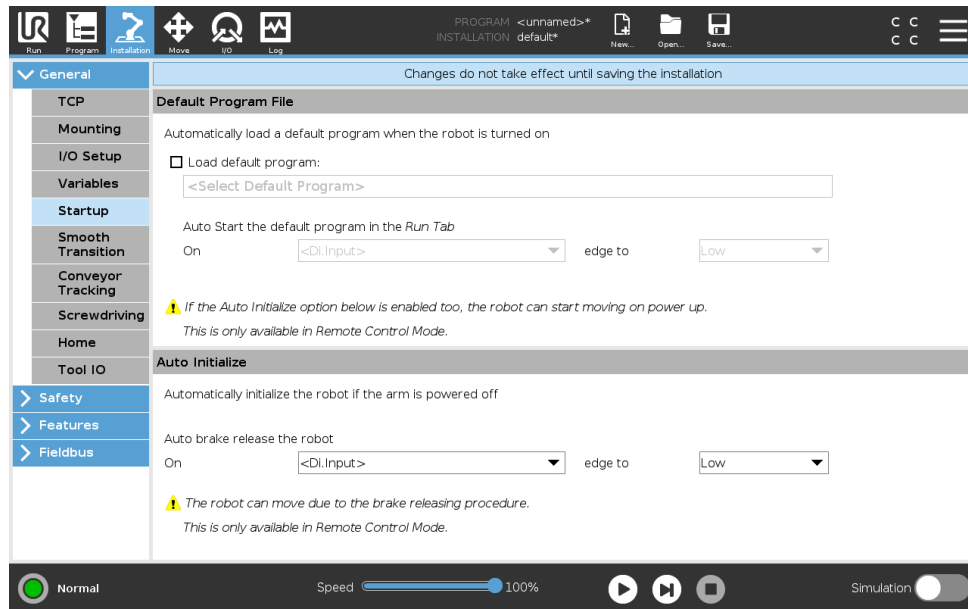 PROGRAM <unnamed>*
INSTALLATION default*
UR
Run
Program
Installation
Move
I/O
Log
New...
Open...
Save...
C C
C C
General
TCP
Mounting
I/O Setup
Variables
Startup
Smooth
Transition
Conveyor
Tracking
Screwdriving
Home
Tool IO
Safety
Features
Fieldbus
Changes do not take effect until saving the installation
Default Program File
Automatically load a default program when the robot is turned on
Load default program:
<Select Default Program>
Auto Start the default program in the Run Tab
On <Di.Input> edge to Low
If the Auto Initialize option below is enabled too, the robot can start moving on power up.
This is only available in Remote Control Mode.
Auto Initialize
Automatically initialize the robot if the arm is powered off
Auto brake release the robot
On <Di.Input> edge to Low
The robot can move due to the brake releasing procedure.
This is only available in Remote Control Mode.
Normal
Speed 100%
Simulation